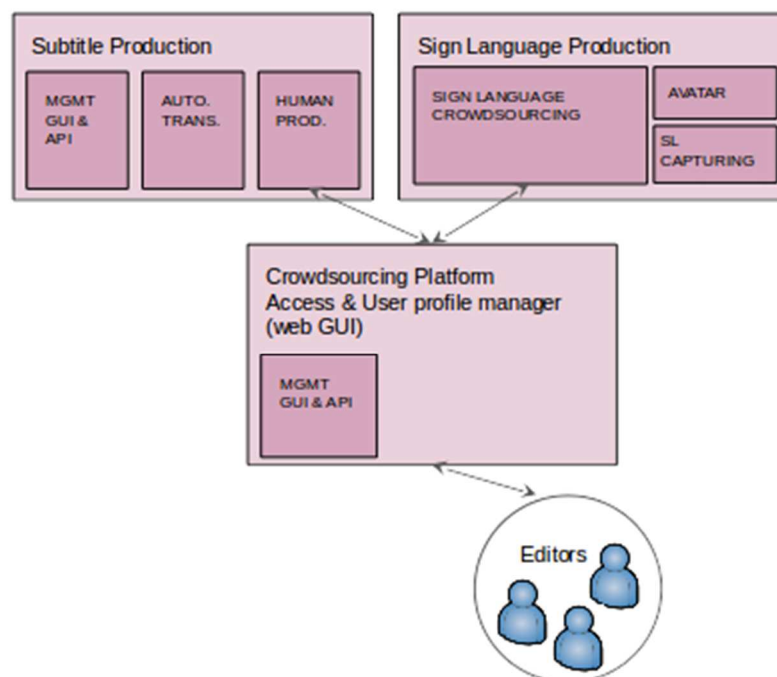 Subtitle Production
MGMT
GUI &
API
AUTO.
TRANS.
HUMAN
PROD.
Sign Language Production
SIGN LANGUAGE
CROWDSOURCING
AVATAR
SL
CAPTURING
Crowdsourcing Platform
Access & User profile manager
(web GUI)
MGMT
GUI & API
Editors